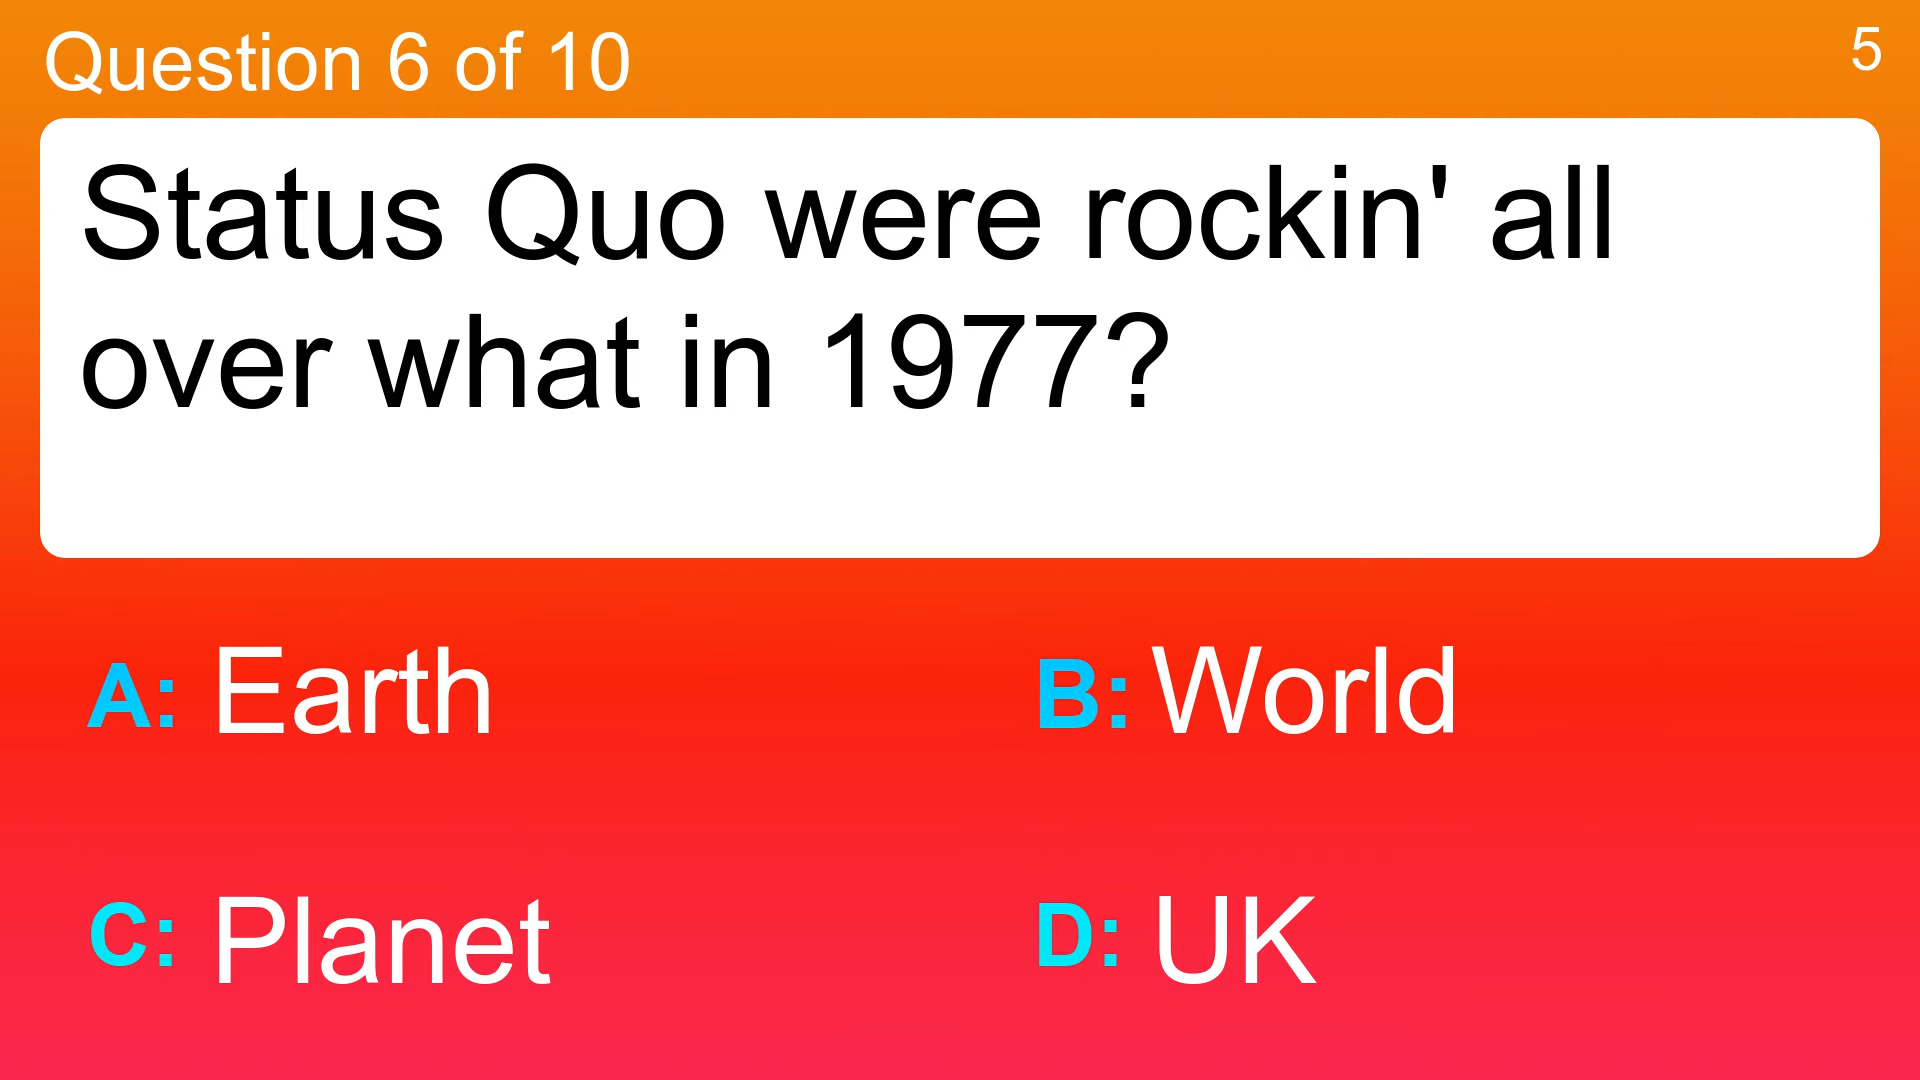 Question 6 of 10
5
Status Quo were rockin' all
over what in 1977?
A: Earth
B: World
C: Planet
D: UK